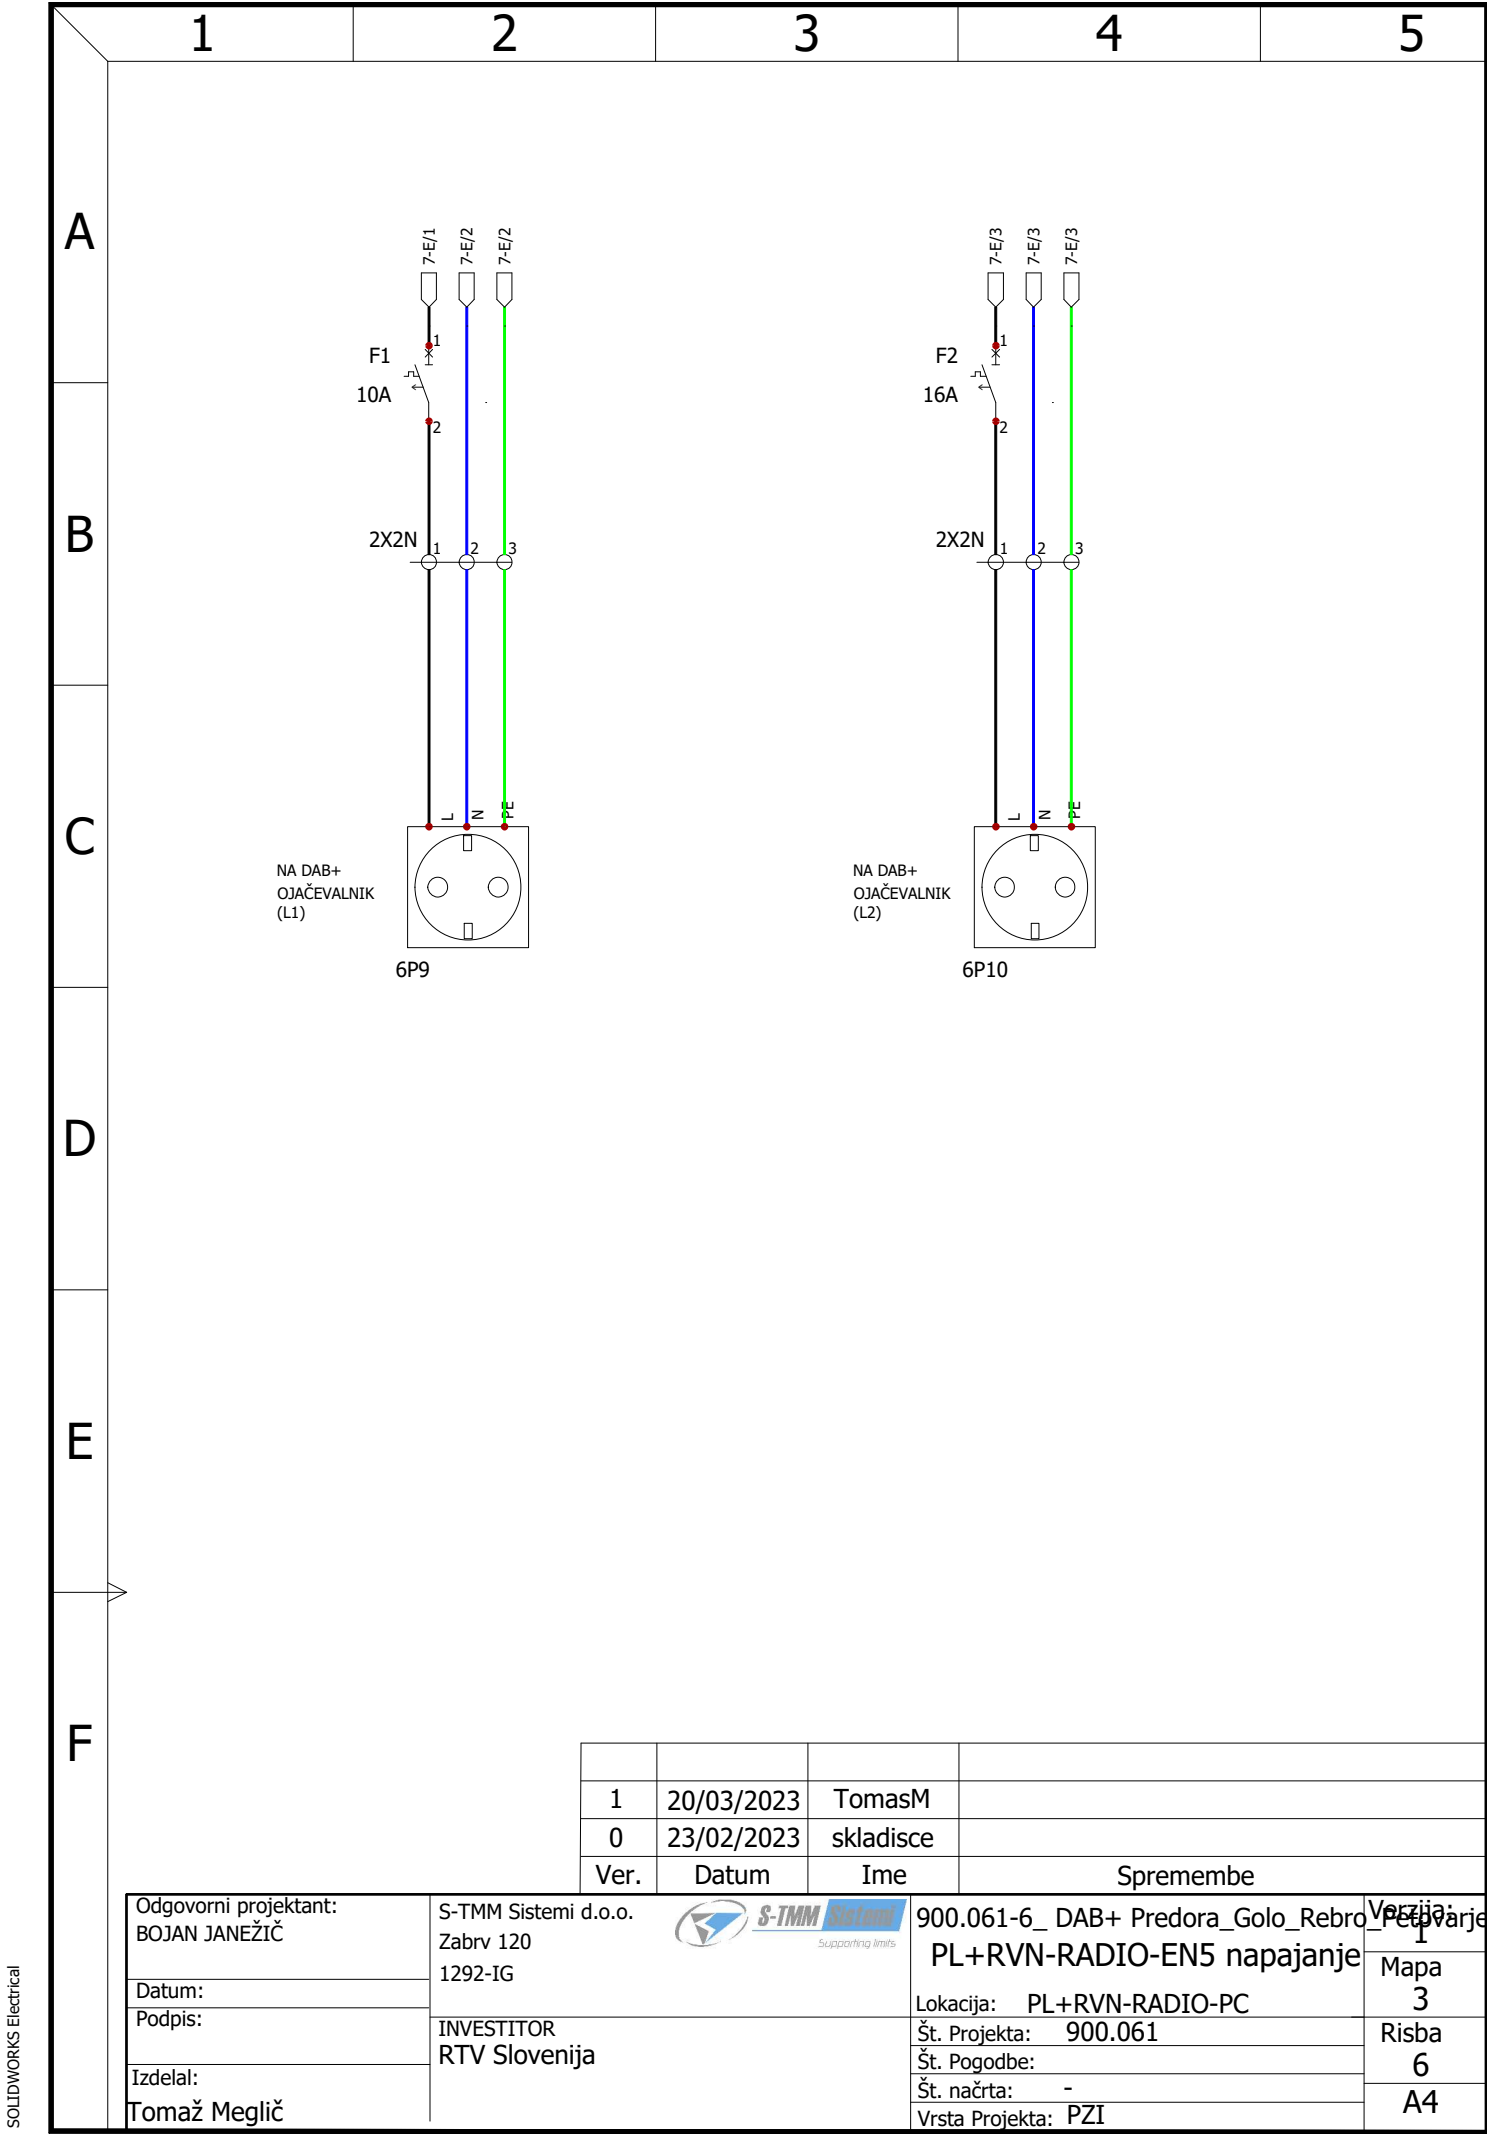 1 2 3 4 5
A
B
C
D
E
F
7-E/1 7-E/2 7-E/2
7-E/3 7-E/3 7-E/3
F1 1
10A
2
F2 1
16A
2
2X2N 1 2 3
2X2N 1 2 3
L N PE
L N PE
NA DAB+
OJAČEVALNIK
(L1)
6P9
NA DAB+
OJAČEVALNIK
(L2)
6P10
1 20/03/2023 TomasM
0 23/02/2023 skladisce
Ver. Datum Ime Spremembe
Odgovorni projektant:
BOJAN JANEŽIČ
Datum:
Podpis:
Izdelal:
Tomaž Meglič
S-TMM Sistemi d.o.o.
Zabrv 120
1292-IG
INVESTITOR
RTV Slovenija
S-TMM Sistemi
Supporting limits
900.061-6_ DAB+ Predora_Golo_Rebro_Petovarje
PL+RVN-RADIO-EN5 napajanje
Lokacija: PL+RVN-RADIO-PC
Št. Projekta: 900.061
Št. Pogodbe:
Št. načrta: -
Vrsta Projekta: PZI
Verzija:
1
Mapa
3
Risba
6
A4
SOLIDWORKS Electrical